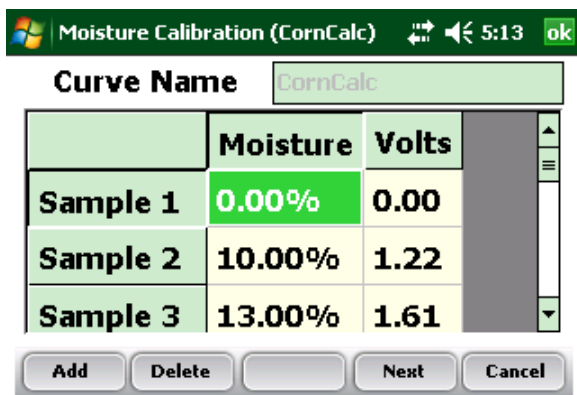 Moisture Calibration (CornCalc) 5:13 ok
Curve Name CornCalc
Moisture Volts
Sample 1 0.00% 0.00
Sample 2 10.00% 1.22
Sample 3 13.00% 1.61
Add Delete Next Cancel